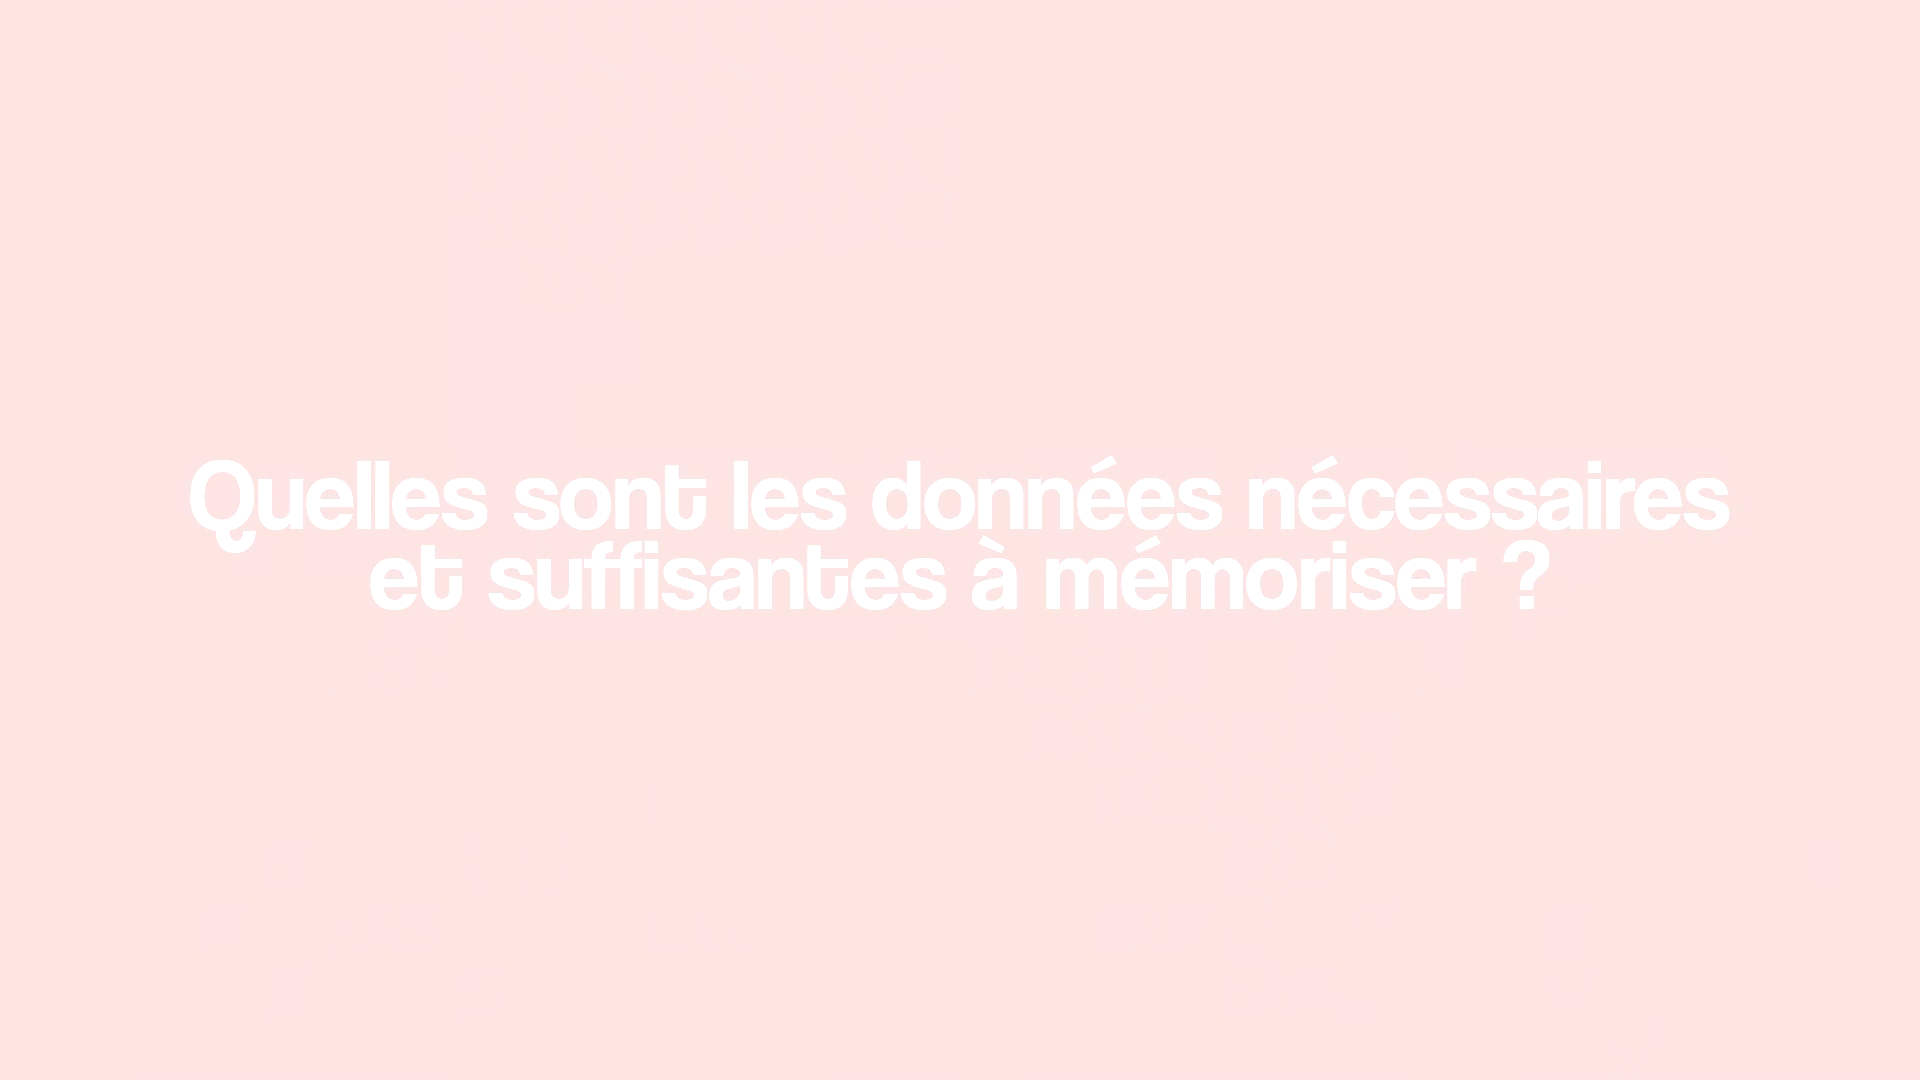 Quelles sont les données nécessaires
et suffisantes à mémoriser ?